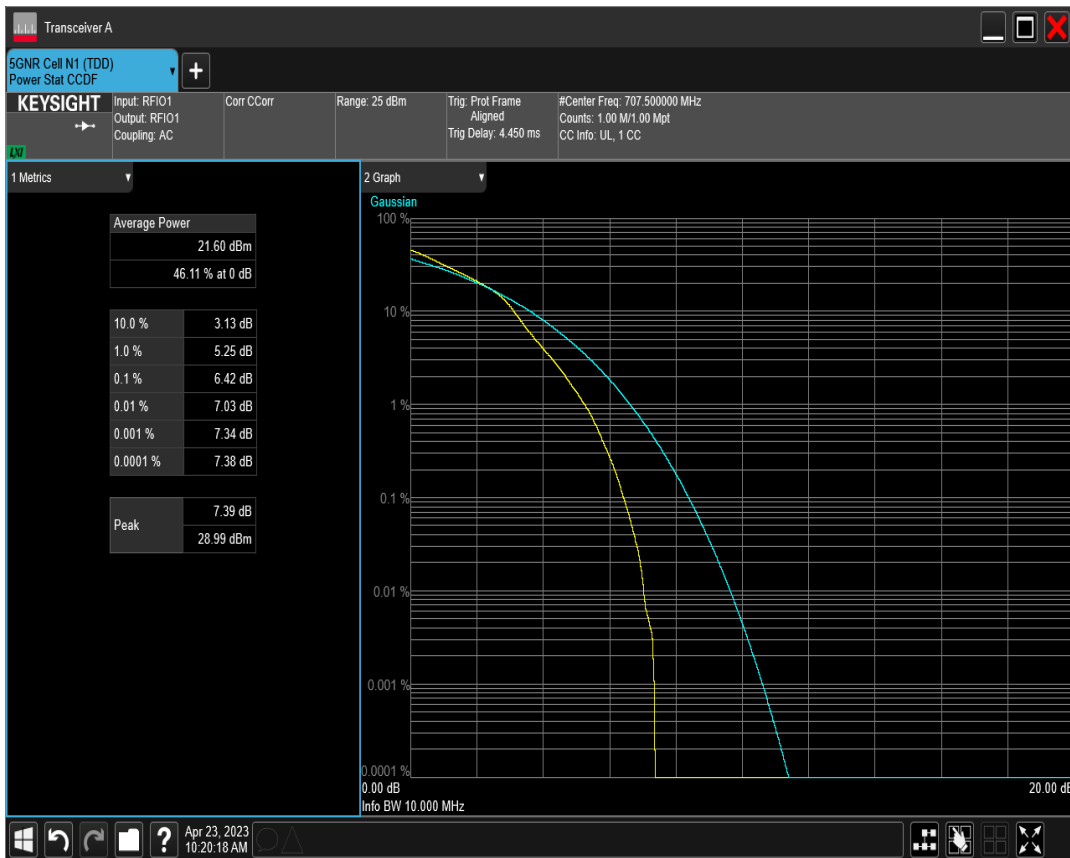 Transceiver A
5GNR Cell N1 (TDD)
Power Stat CCDF
KEYSIGHT
LXI
Input: RFIO1
Output: RFIO1
Coupling: AC
Corr CCorr
Range: 25 dBm
Trig: Prot Frame
Aligned
Trig Delay: 4.450 ms
#Center Freq: 707.500000 MHz
Counts: 1.00 M/1.00 Mpt
CC Info: UL, 1 CC
1 Metrics
Average Power
21.60 dBm
46.11 % at 0 dB
10.0 % 3.13 dB
1.0 % 5.25 dB
0.1 % 6.42 dB
0.01 % 7.03 dB
0.001 % 7.34 dB
0.0001 % 7.38 dB
Peak
7.39 dB
28.99 dBm
2 Graph
Gaussian
100 %
10 %
1 %
0.1 %
0.01 %
0.001 %
0.0001 %
0.00 dB
20.00 dB
Info BW 10.000 MHz
?
Apr 23, 2023
10:20:18 AM